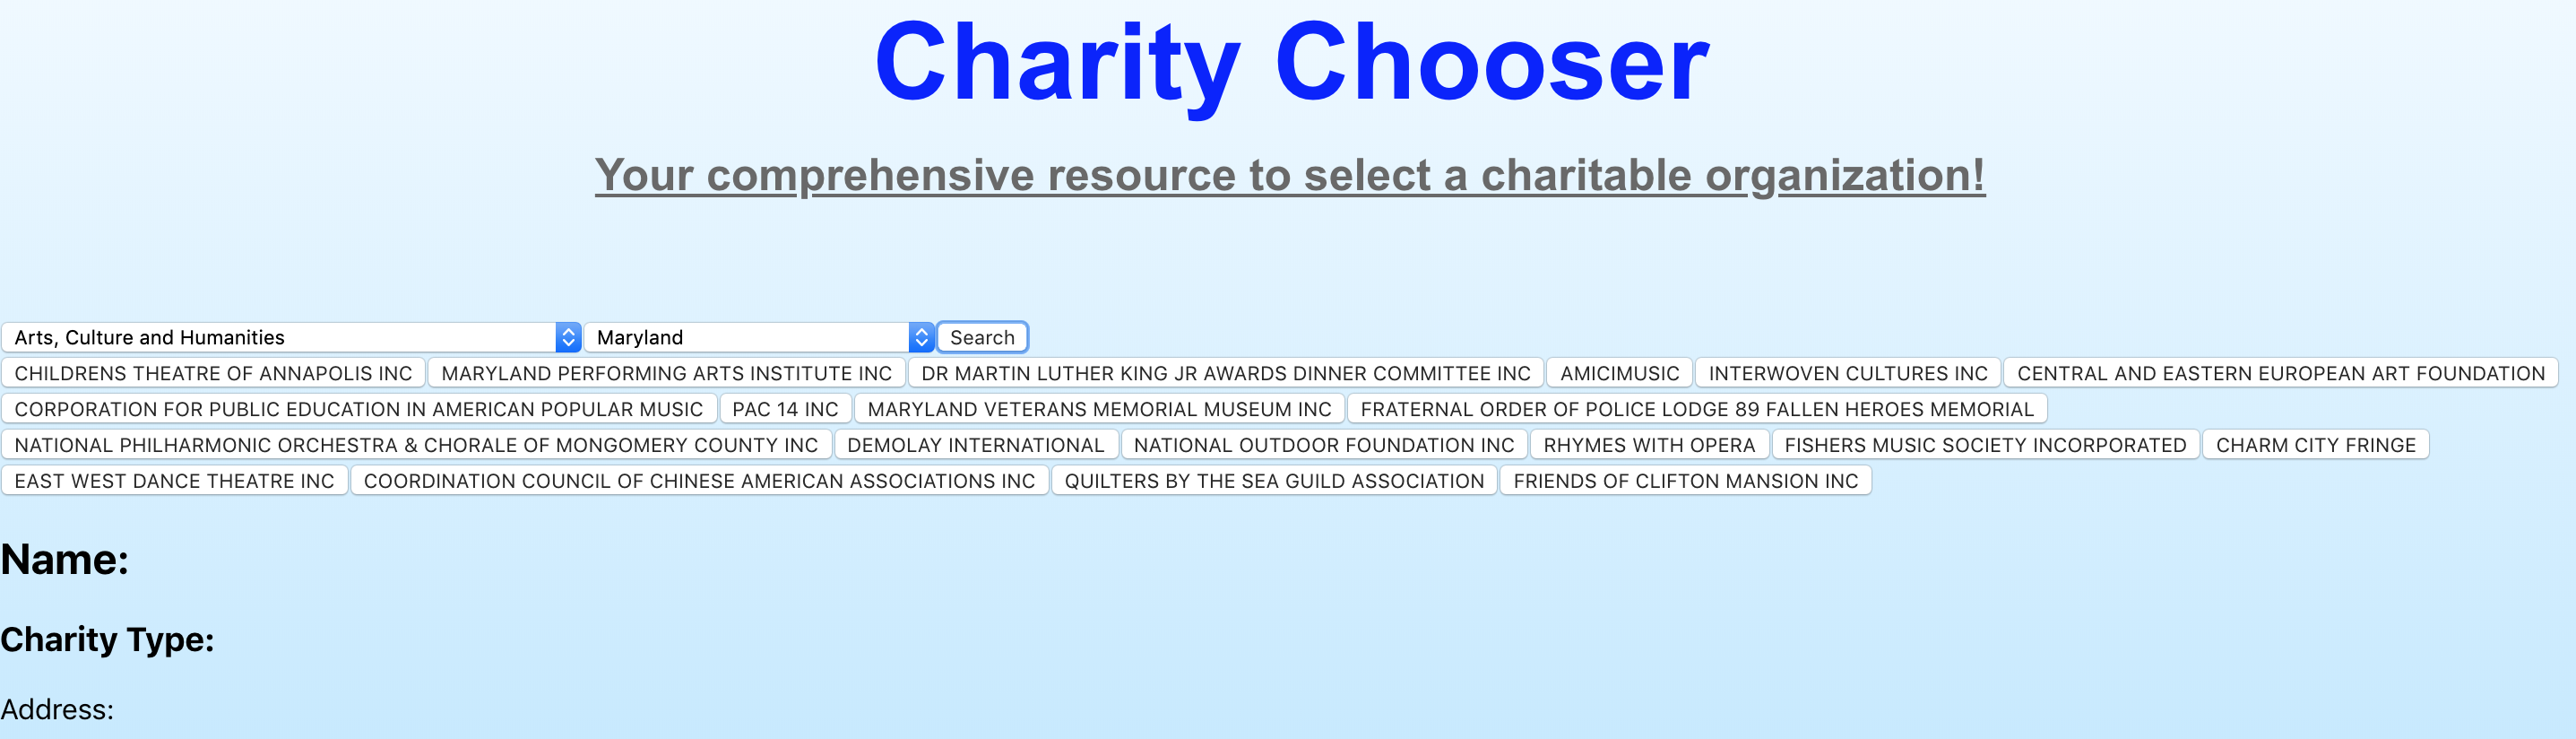 Charity Chooser
Your comprehensive resource to select a charitable organization!
Arts, Culture and Humanities Maryland Search
CHILDRENS THEATRE OF ANNAPOLIS INC MARYLAND PERFORMING ARTS INSTITUTE INC DR MARTIN LUTHER KING JR AWARDS DINNER COMMITTEE INC AMICIMUSIC INTERWOVEN CULTURES INC CENTRAL AND EASTERN EUROPEAN ART FOUNDATION
CORPORATION FOR PUBLIC EDUCATION IN AMERICAN POPULAR MUSIC PAC 14 INC MARYLAND VETERANS MEMORIAL MUSEUM INC FRATERNAL ORDER OF POLICE LODGE 89 FALLEN HEROES MEMORIAL
NATIONAL PHILHARMONIC ORCHESTRA & CHORALE OF MONGOMERY COUNTY INC DEMOLAY INTERNATIONAL NATIONAL OUTDOOR FOUNDATION INC RHYMES WITH OPERA FISHERS MUSIC SOCIETY INCORPORATED CHARM CITY FRINGE
EAST WEST DANCE THEATRE INC COORDINATION COUNCIL OF CHINESE AMERICAN ASSOCIATIONS INC QUILTERS BY THE SEA GUILD ASSOCIATION FRIENDS OF CLIFTON MANSION INC
Name:
Charity Type:
Address: